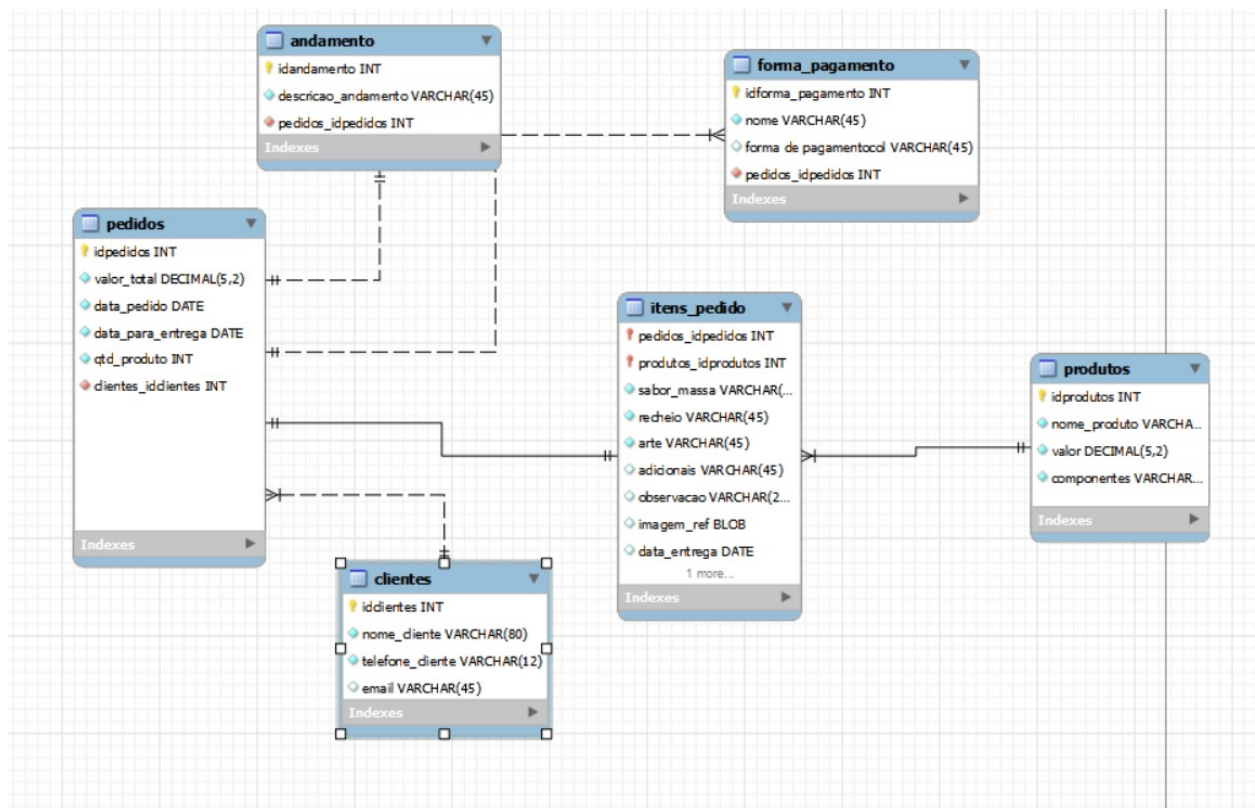 andamento
idandamento INT
descricao_andamento VARCHAR(45)
pedidos_idpedidos INT
Indexes
forma_pagamento
idforma_pagamento INT
nome VARCHAR(45)
forma de pagamentocol VARCHAR(45)
pedidos_idpedidos INT
Indexes
pedidos
idpedidos INT
valor_total DECIMAL(5,2)
data_pedido DATE
data_para_entrega DATE
qtd_produto INT
clientes_idclientes INT
Indexes
itens_pedido
pedidos_idpedidos INT
produtos_idprodutos INT
sabor_massa VARCHAR(...
recheio VARCHAR(45)
arte VARCHAR(45)
adicionais VARCHAR(45)
observacao VARCHAR(2...
imagem_ref BLOB
data_entrega DATE
1 more...
Indexes
produtos
idprodutos INT
nome_produto VARCHA...
valor DECIMAL(5,2)
componentes VARCHAR...
Indexes
clientes
idclientes INT
nome_cliente VARCHAR(80)
telefone_cliente VARCHAR(12)
email VARCHAR(45)
Indexes